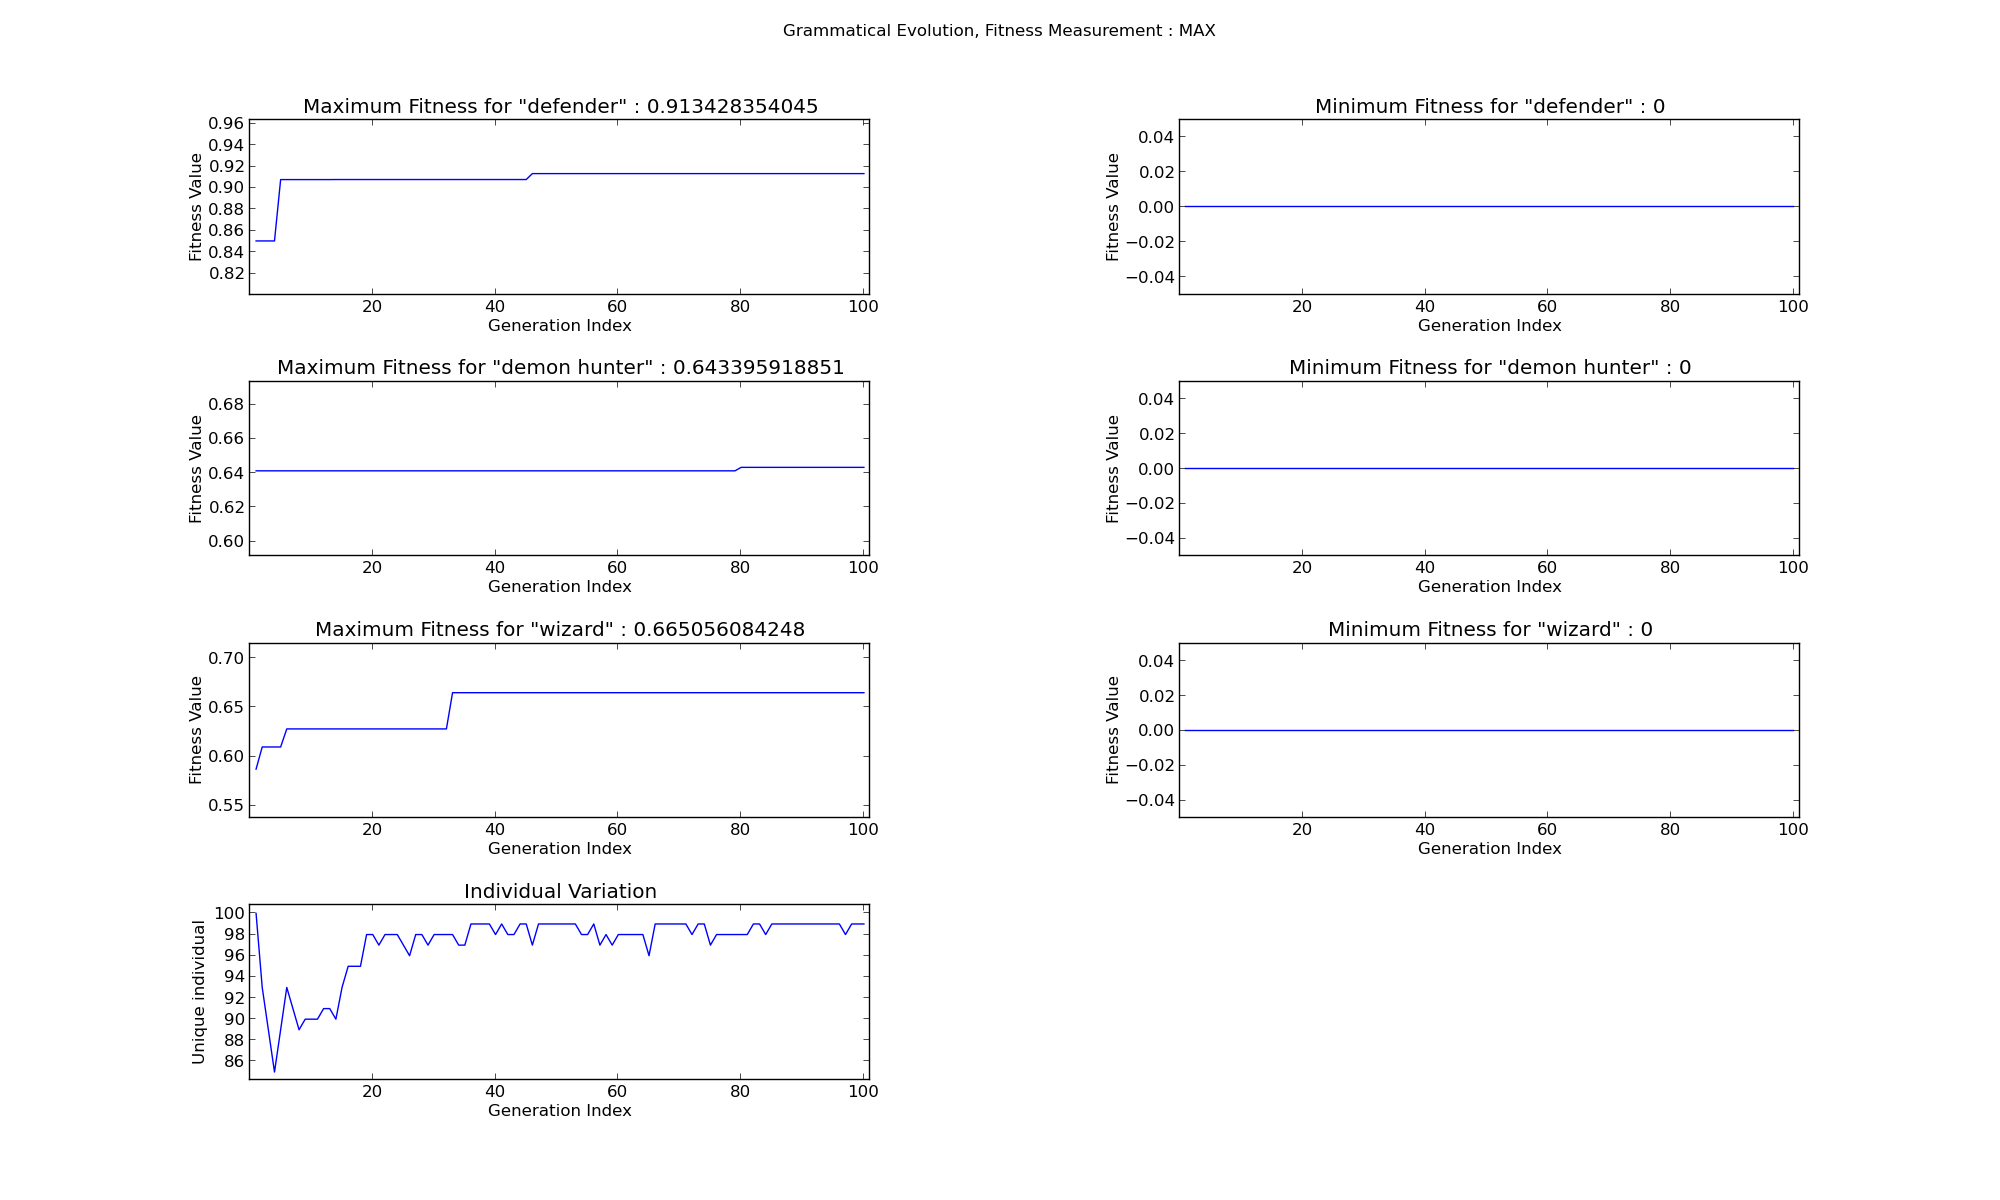 Grammatical Evolution, Fitness Measurement : MAX
Maximum Fitness for "defender" : 0.913428354045
0.96
0.94
0.92
0.90
0.88
0.86
0.84
0.82
Fitness Value
20 40 60 80 100
Generation Index
Minimum Fitness for "defender" : 0
0.04
0.02
0.00
−0.02
−0.04
Fitness Value
20 40 60 80 100
Generation Index
Maximum Fitness for "demon hunter" : 0.643395918851
0.68
0.66
0.64
0.62
0.60
Fitness Value
20 40 60 80 100
Generation Index
Minimum Fitness for "demon hunter" : 0
0.04
0.02
0.00
−0.02
−0.04
Fitness Value
20 40 60 80 100
Generation Index
Maximum Fitness for "wizard" : 0.665056084248
0.70
0.65
0.60
0.55
Fitness Value
20 40 60 80 100
Generation Index
Minimum Fitness for "wizard" : 0
0.04
0.02
0.00
−0.02
−0.04
Fitness Value
20 40 60 80 100
Generation Index
Individual Variation
100
98
96
94
92
90
88
86
Unique individual
20 40 60 80 100
Generation Index